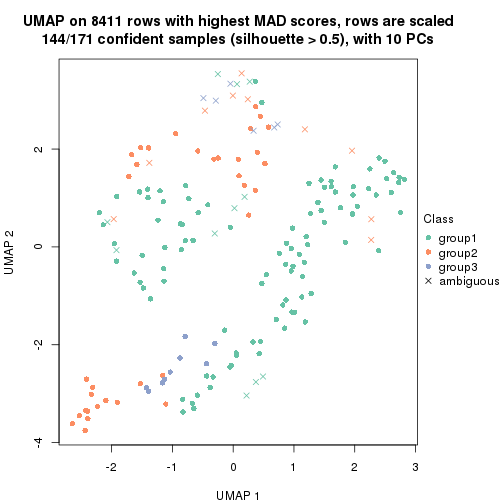 UMAP on 8411 rows with highest MAD scores, rows are scaled
144/171 confident samples (silhouette > 0.5), with 10 PCs
2
0
-2
-4
UMAP 2
-2
-1
0
1
2
3
UMAP 1
Class
group1
group2
group3
ambiguous